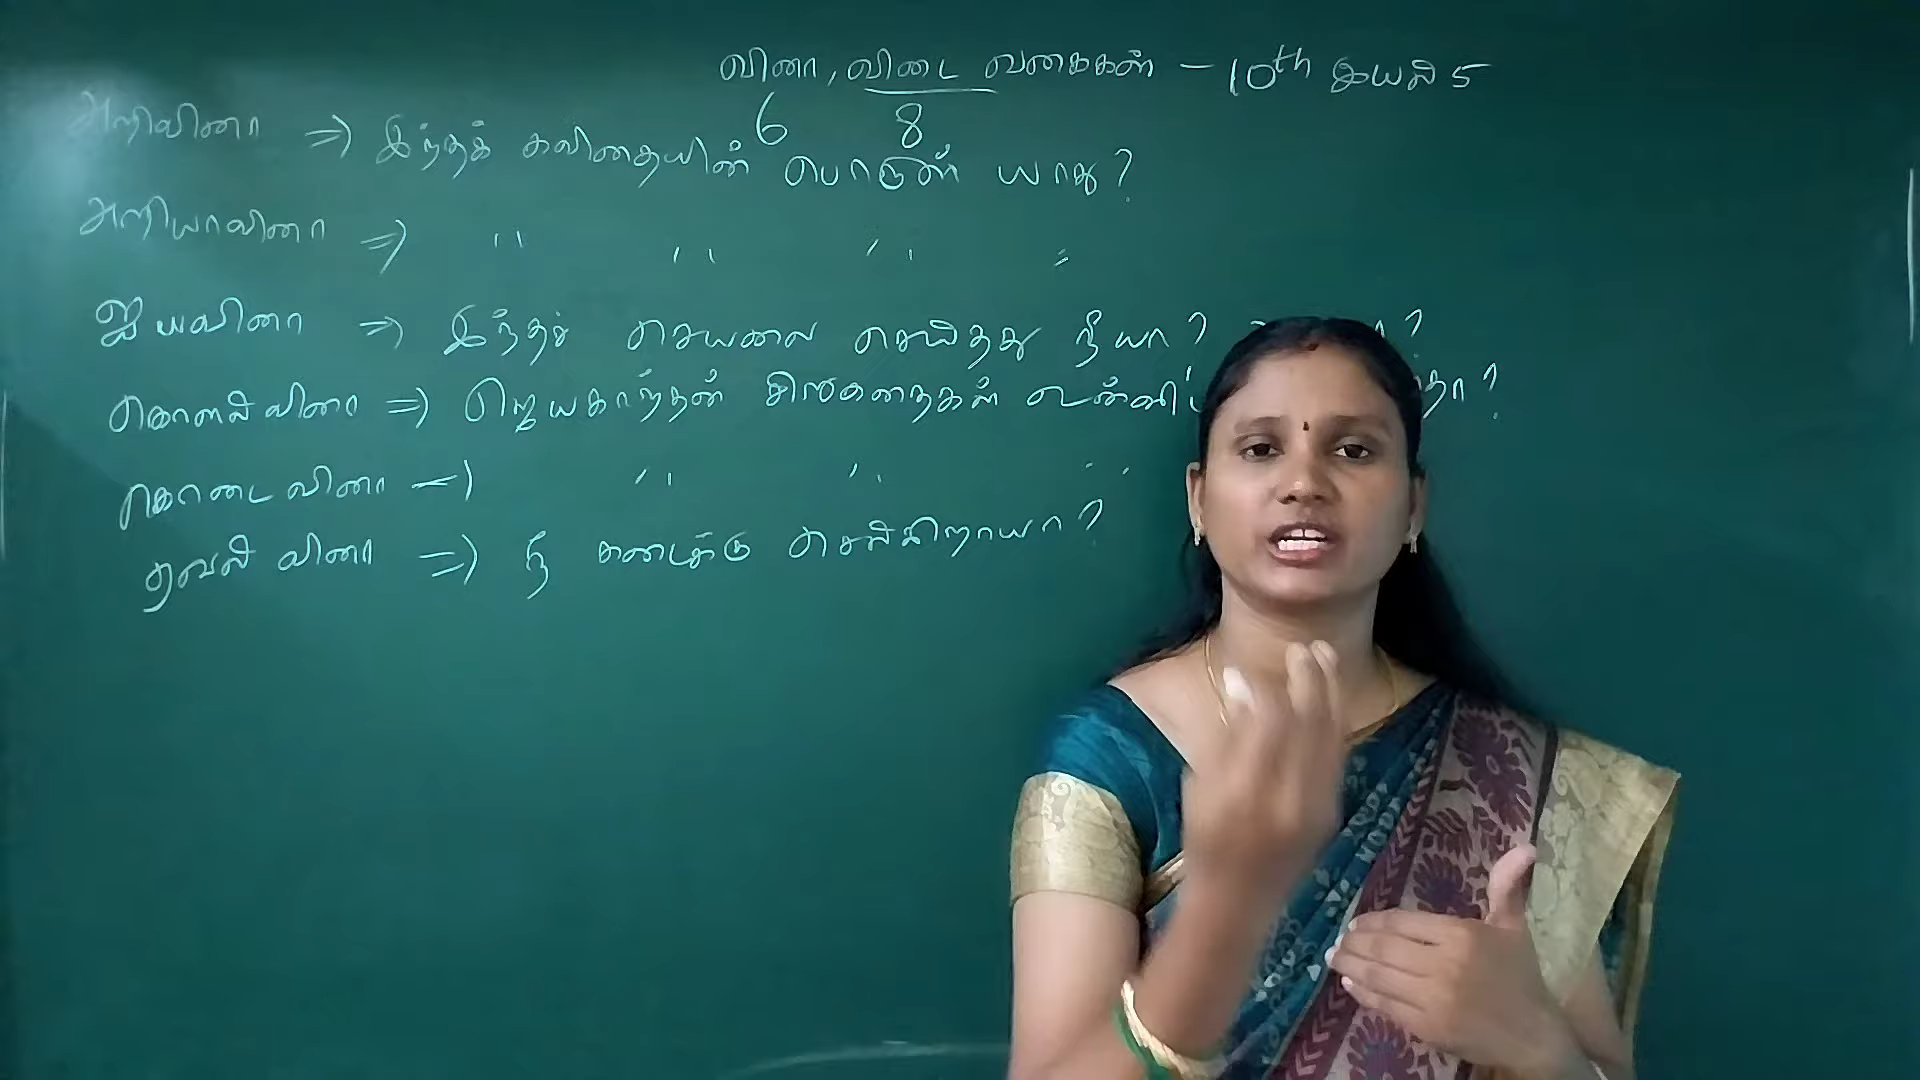 வினா, விடை வகைகள் – 10th இயல் 5
6 8
அறிவினா => இந்தக் கவிதையின் பொருள் யாது?
அறியாவினா => " " " "
ஐயவினா => இந்தச் செயலை செய்தது நீயா? ?
கொளல் வினா => ஜெயகாந்தன் சிறுகதைகள் ?
கொடை வினா => " " "
ஏவல் வினா => நீ கடைக்கு செல்கிறாயா?